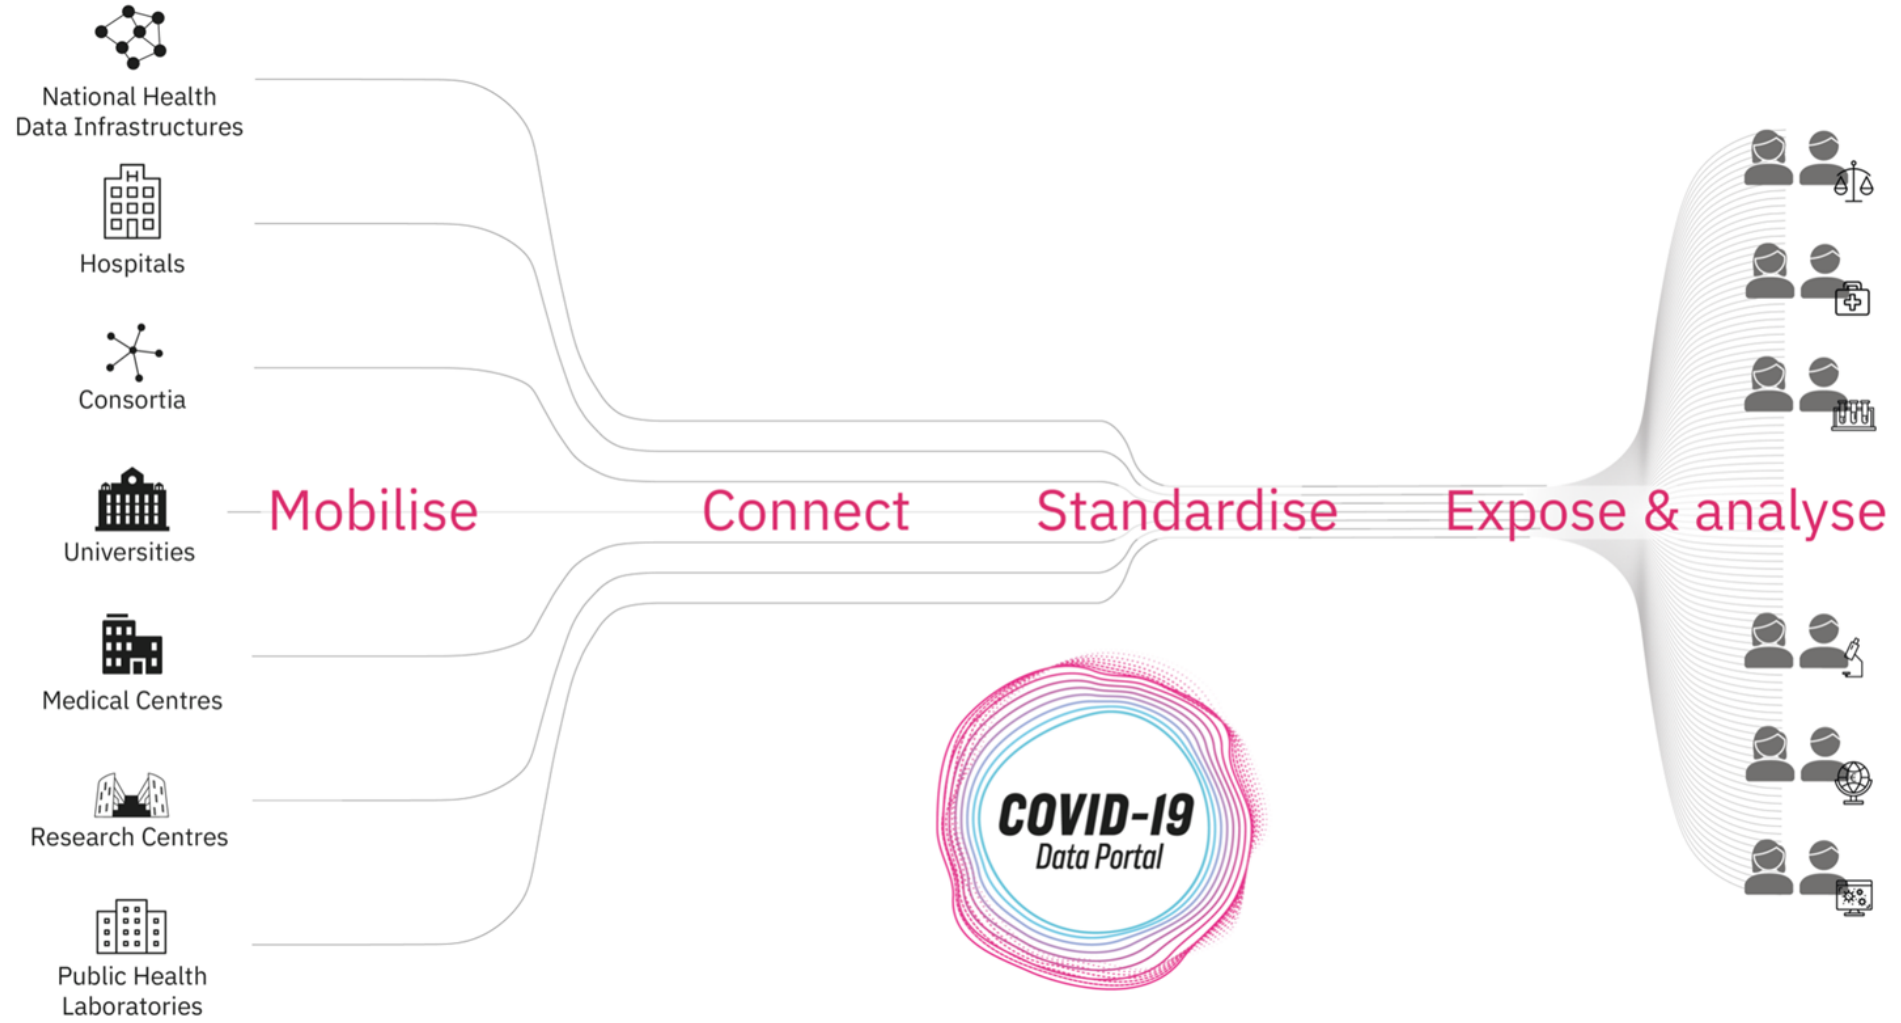 National Health
Data Infrastructures
H
Hospitals
Consortia
Universities
Medical Centres
Research Centres
Public Health
Laboratories
Mobilise
Connect
Standardise
Expose & analyse
COVID-19
Data Portal